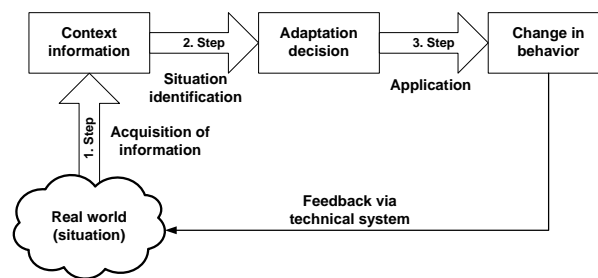 Context
information
2. Step
Situation
identification
Adaptation
decision
3. Step
Application
Change in
behavior
1. Step
Acquisition of
information
Real world
(situation)
Feedback via
technical system